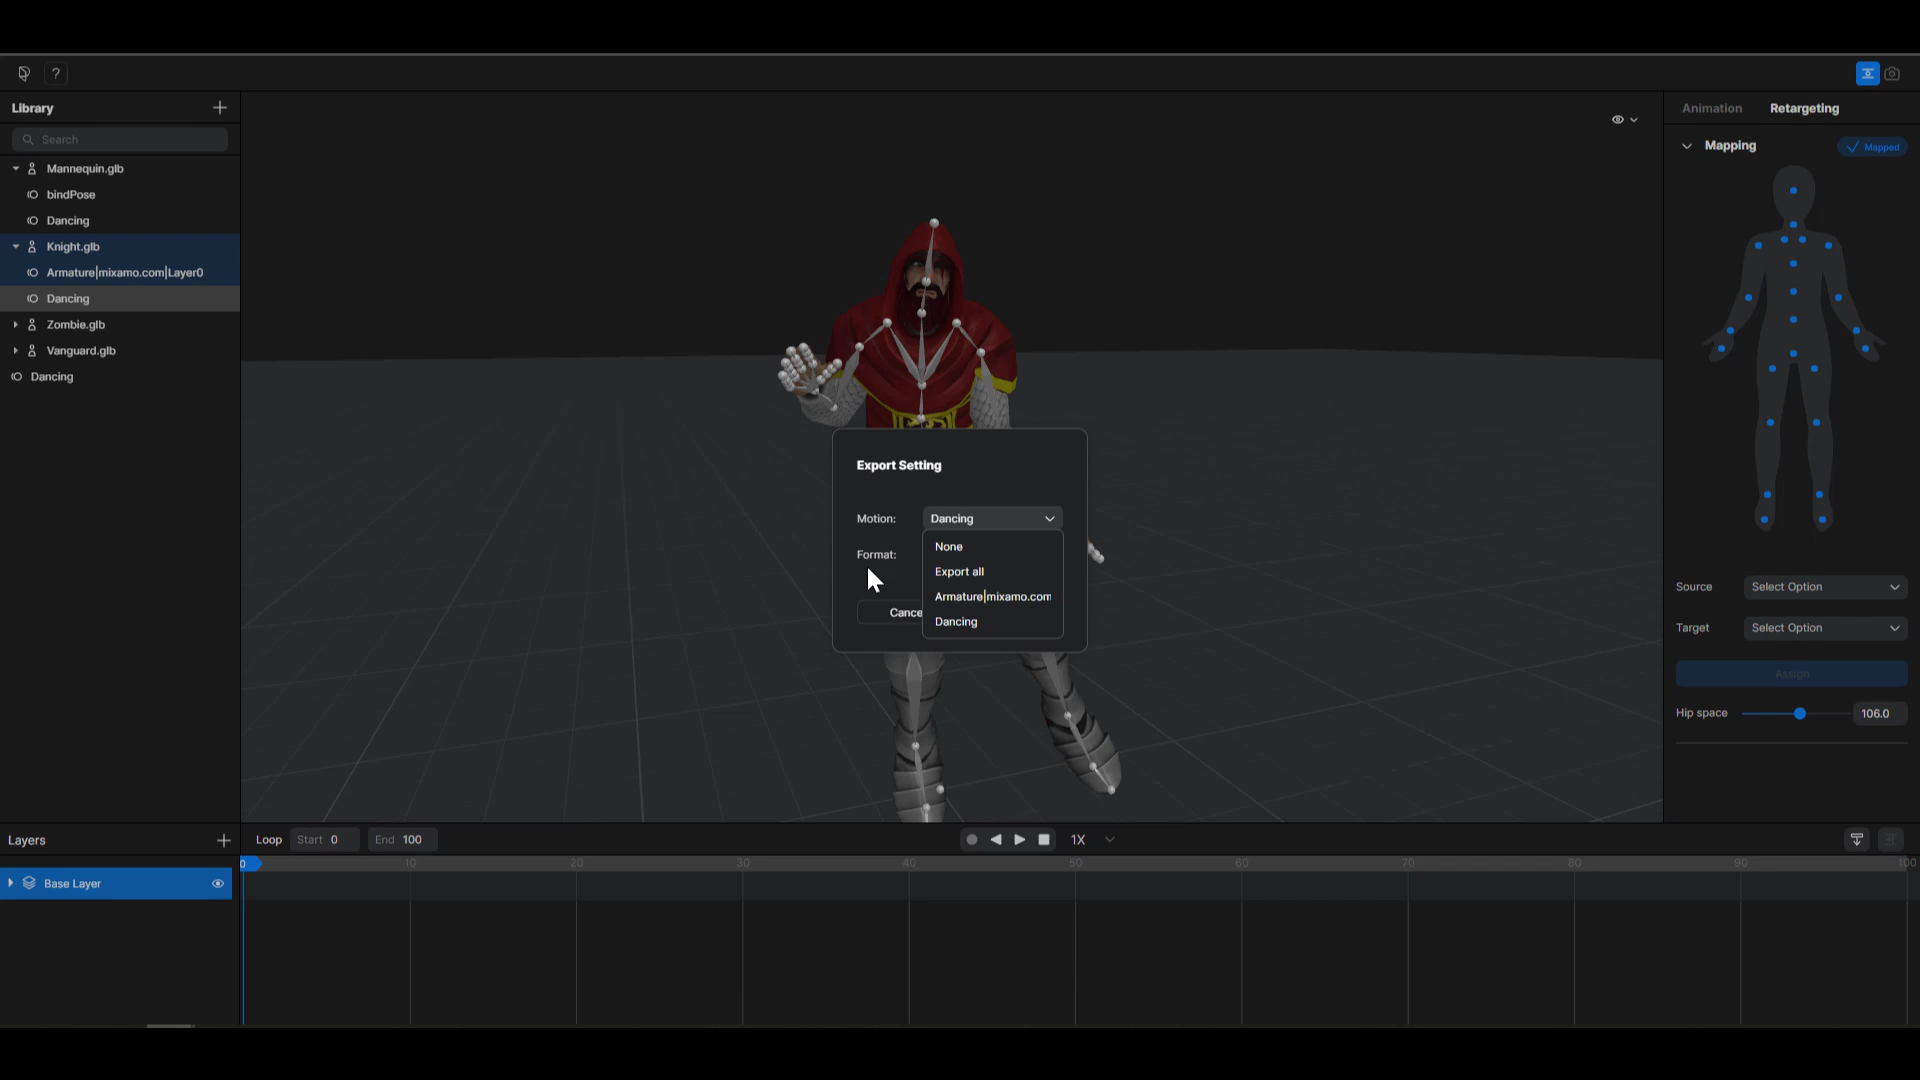 ?
Library
Search
Mannequin.glb
bindPose
Dancing
Knight.glb
Armature|mixamo.com|Layer0
Dancing
Zombie.glb
Vanguard.glb
Dancing
Export Setting
Motion: Dancing
None
Export all
Armature|mixamo.com
Dancing
Format:
Cance
Animation Retargeting
Mapping Mapped
Source Select Option
Target Select Option
Assign
Hip space 106.0
Layers
Loop Start 0 End 100
1X
0 10 20 30 40 50 60 70 80 90 100
Base Layer